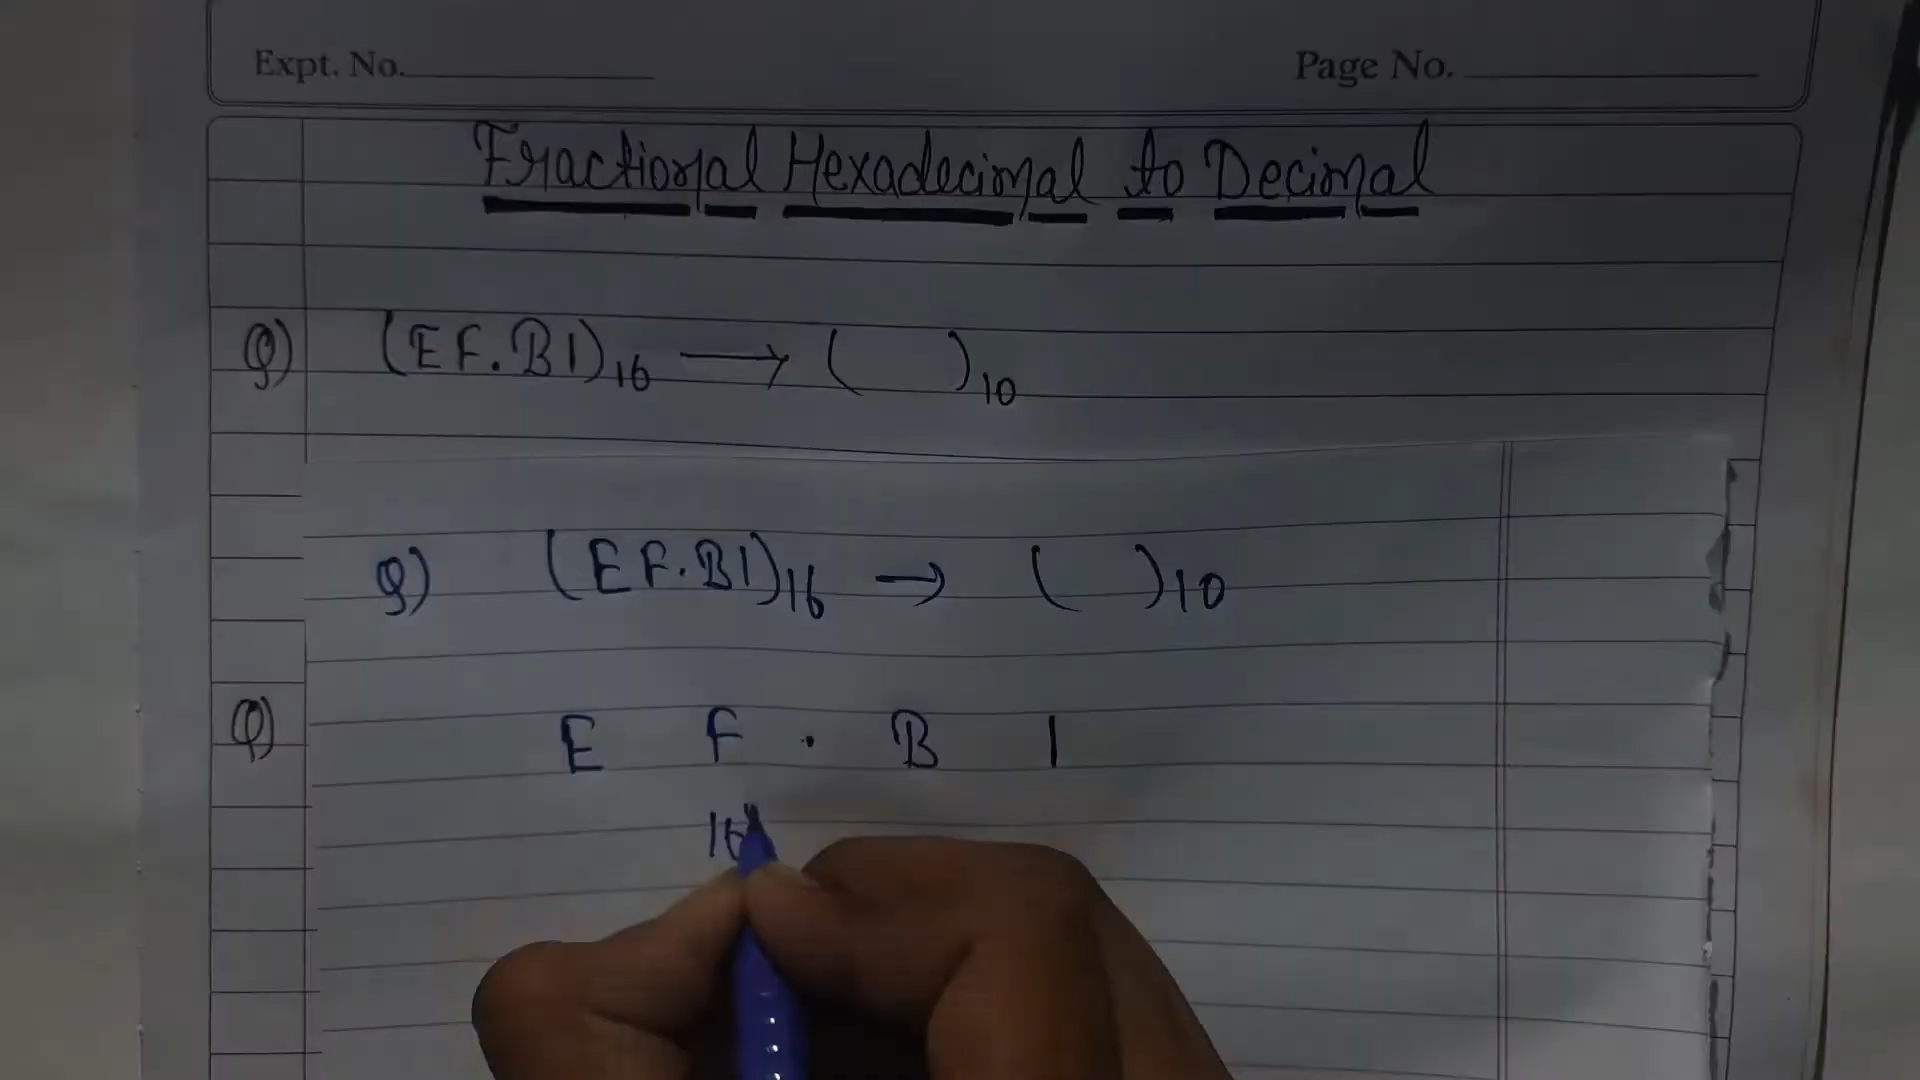 Expt. No. Page No.
Fractional Hexadecimal to Decimal
Q) (EF.B1)16 → ( )10
Q) (EF.B1)16 → ( )10
Q) E F . B 1
16